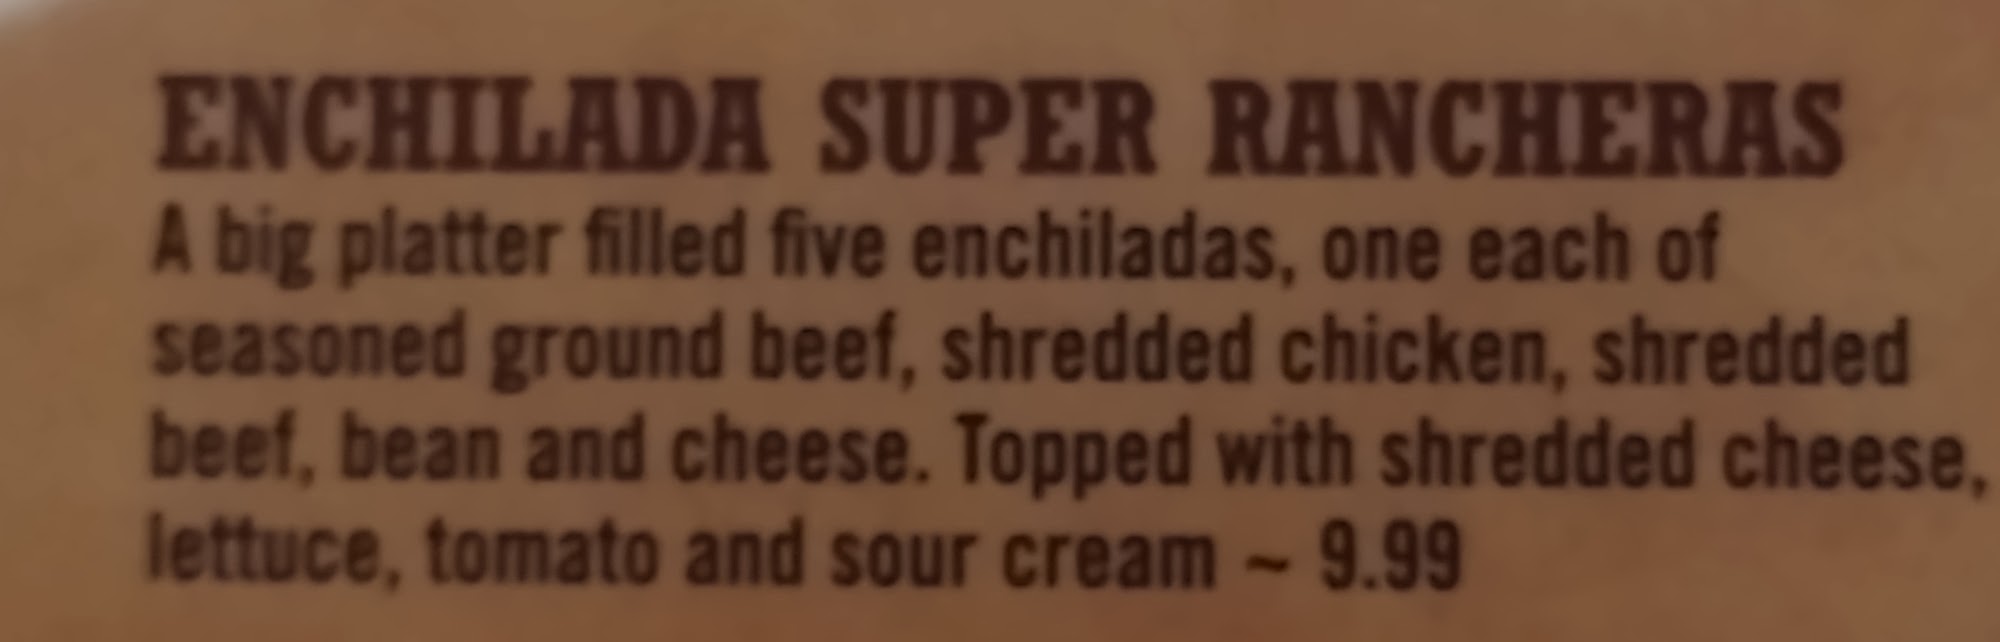 ENCHILADA SUPER RANCHERAS
A big platter filled five enchiladas, one each of
seasoned ground beef, shredded chicken, shredded
beef, bean and cheese. Topped with shredded cheese,
lettuce, tomato and sour cream ~ 9.99